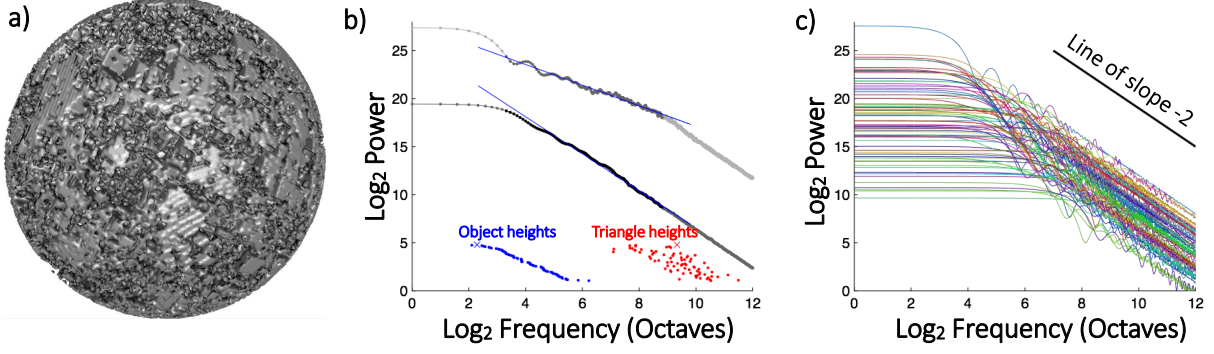 a)
b)
25
20
15
10
5
0
0 2 4 6 8 10 12
Log₂ Power
Log₂ Frequency (Octaves)
Object heights
Triangle heights
c)
25
20
15
10
5
0
0 2 4 6 8 10 12
Log₂ Power
Log₂ Frequency (Octaves)
Line of slope -2